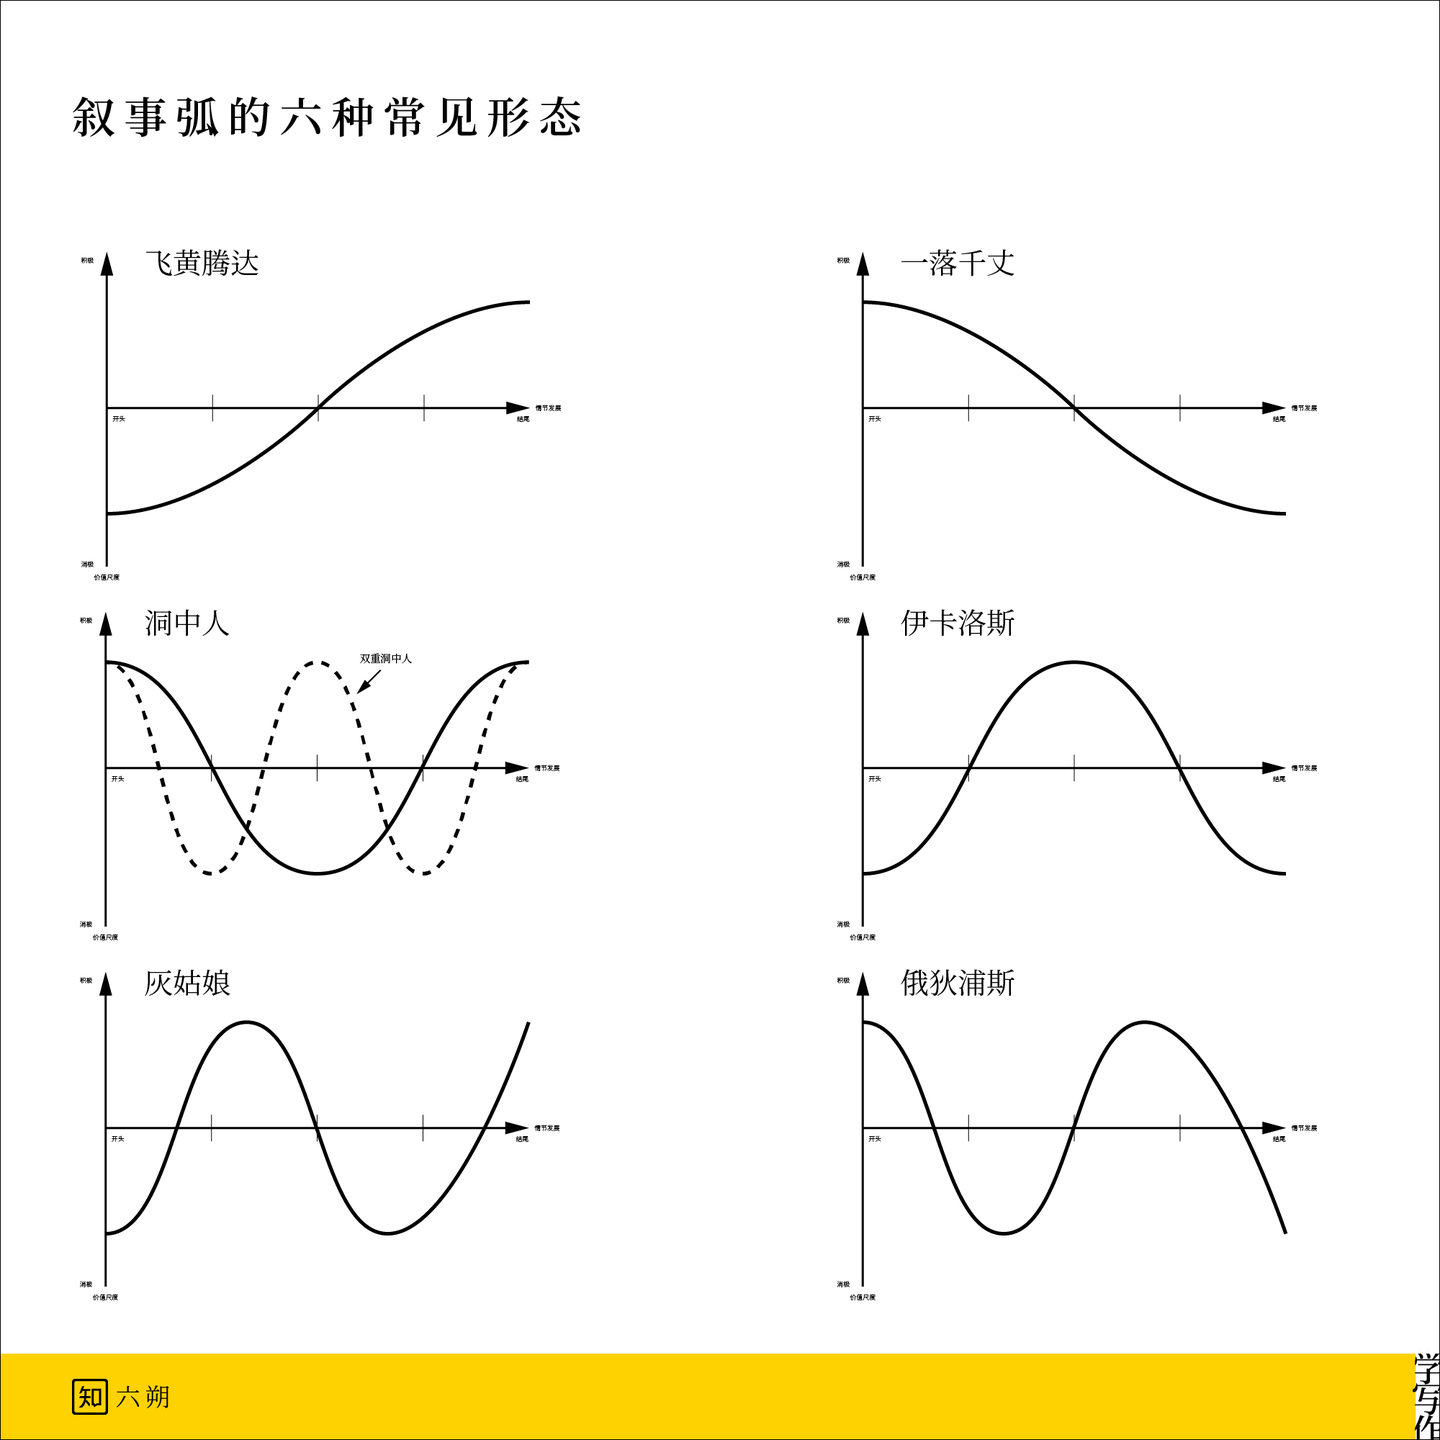 叙事弧的六种常见形态
飞黄腾达
积极
开头
结尾
情节发展
消极
价值尺度
一落千丈
积极
开头
结尾
情节发展
消极
价值尺度
洞中人
积极
双重洞中人
开头
结尾
情节发展
消极
价值尺度
伊卡洛斯
积极
开头
结尾
情节发展
消极
价值尺度
灰姑娘
积极
开头
结尾
情节发展
消极
价值尺度
俄狄浦斯
积极
开头
结尾
情节发展
消极
价值尺度
知 六朔
学写作